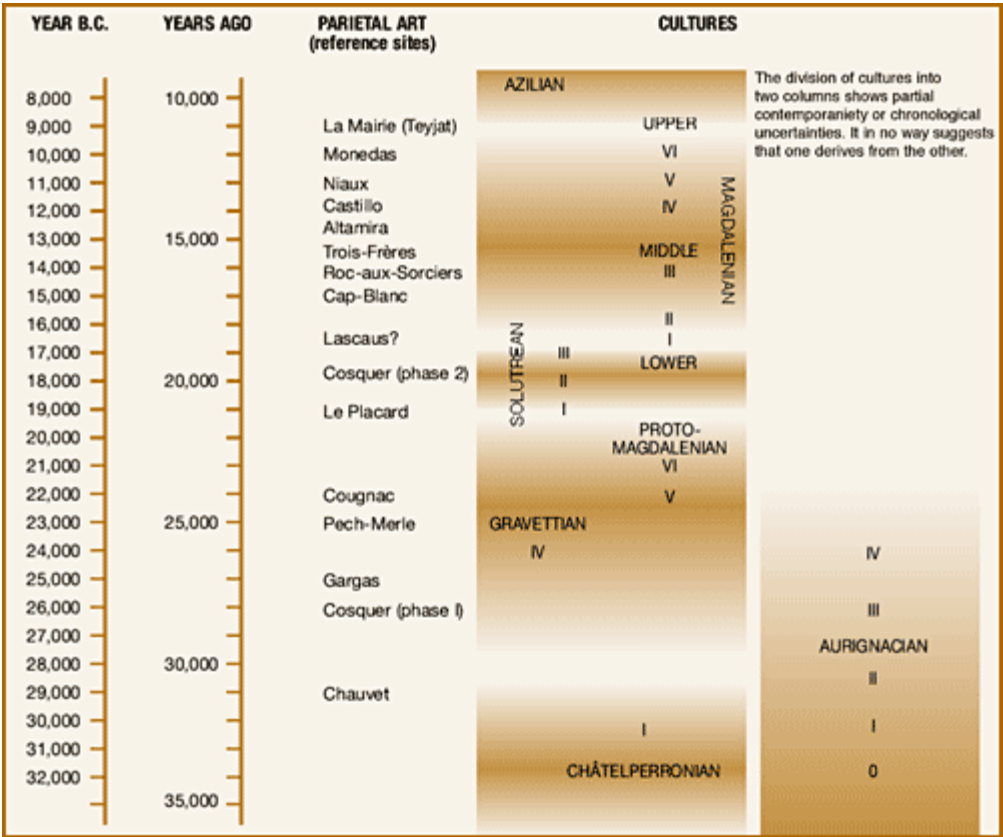 YEAR B.C. YEARS AGO PARIETAL ART CULTURES
(reference sites)
The division of cultures into
two columns shows partial
contemporaniety or chronological
uncertainties. It in no way suggests
that one derives from the other.
AZILIAN
8,000 10,000
9,000 La Mairie (Teyjat) UPPER
10,000 Monedas VI
11,000 Niaux V
12,000 Castillo IV
MAGDALENIAN
Altamira
13,000 15,000
Trois-Frères MIDDLE
14,000 Roc-aux-Sorciers III
15,000 Cap-Blanc
16,000 II
Lascaus? I
SOLUTREAN
17,000 III LOWER
18,000 20,000 Cosquer (phase 2) II
19,000 Le Placard I
20,000 PROTO-
MAGDALENIAN
21,000 VI
22,000 Cougnac V
23,000 25,000 Pech-Merle GRAVETTIAN
24,000 IV IV
25,000 Gargas
26,000 Cosquer (phase I) III
27,000 AURIGNACIAN
28,000 30,000 II
29,000 Chauvet
30,000 I I
31,000
32,000 CHÂTELPERRONIAN 0
35,000